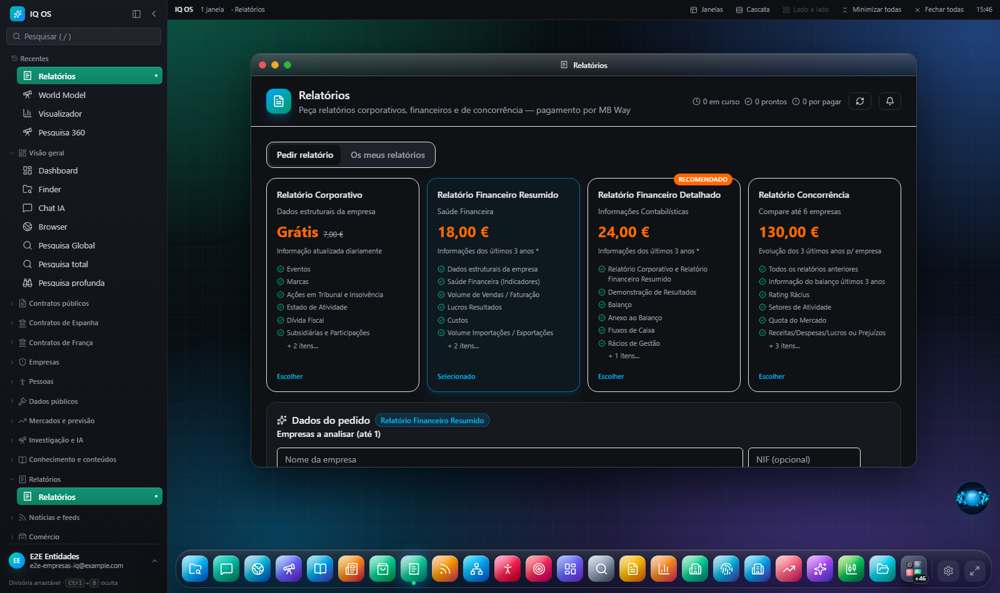 IQ OS
Pesquisar ( / )
Recentes
Relatórios
World Model
Visualizador
Pesquisa 360
Visão geral
Dashboard
Finder
Chat IA
Browser
Pesquisa Global
Pesquisa total
Pesquisa profunda
Contratos públicos
Contratos de Espanha
Contratos de França
Empresas
Pessoas
Dados públicos
Mercados e previsão
Investigação e IA
Conhecimento e conteúdos
Relatórios
Relatórios
Notícias e feeds
Comércio
EE
E2E Entidades
e2e-empresas-iq@example.com
Divisória arrastável · Ctrl + B oculta
IQ OS 1 janela · Relatórios
Janelas Cascata Lado a lado Minimizar todas Fechar todas 15:46
Relatórios
Relatórios
Peça relatórios corporativos, financeiros e de concorrência — pagamento por MB Way
0 em curso 0 prontos 0 por pagar
Pedir relatório Os meus relatórios
Relatório Corporativo
Dados estruturais da empresa
Grátis 7,00 €
Informação atualizada diariamente
Eventos
Marcas
Ações em Tribunal e Insolvência
Estado de Atividade
Dívida Fiscal
Subsidiárias e Participações
+ 2 itens...
Escolher
Relatório Financeiro Resumido
Saúde Financeira
18,00 €
Informações dos últimos 3 anos *
Dados estruturais da empresa
Saúde Financeira (Indicadores)
Volume de Vendas / Faturação
Lucros Resultados
Custos
Volume Importações / Exportações
+ 2 itens...
Selecionado
RECOMENDADO
Relatório Financeiro Detalhado
Informações Contabilísticas
24,00 €
Informações dos últimos 3 anos *
Relatório Corporativo e Relatório
Financeiro Resumido
Demonstração de Resultados
Balanço
Anexo ao Balanço
Fluxos de Caixa
Rácios de Gestão
+ 1 itens...
Escolher
Relatório Concorrência
Compare até 6 empresas
130,00 €
Evolução dos 3 últimos anos p/ empresa
Todos os relatórios anteriores
Informação do balanço últimos 3 anos
Rating Rácius
Setores de Atividade
Quota do Mercado
Receitas/Despesas/Lucros ou Prejuízos
+ 3 itens...
Escolher
Dados do pedido Relatório Financeiro Resumido
Empresas a analisar (até 1)
Nome da empresa NIF (opcional)
+46